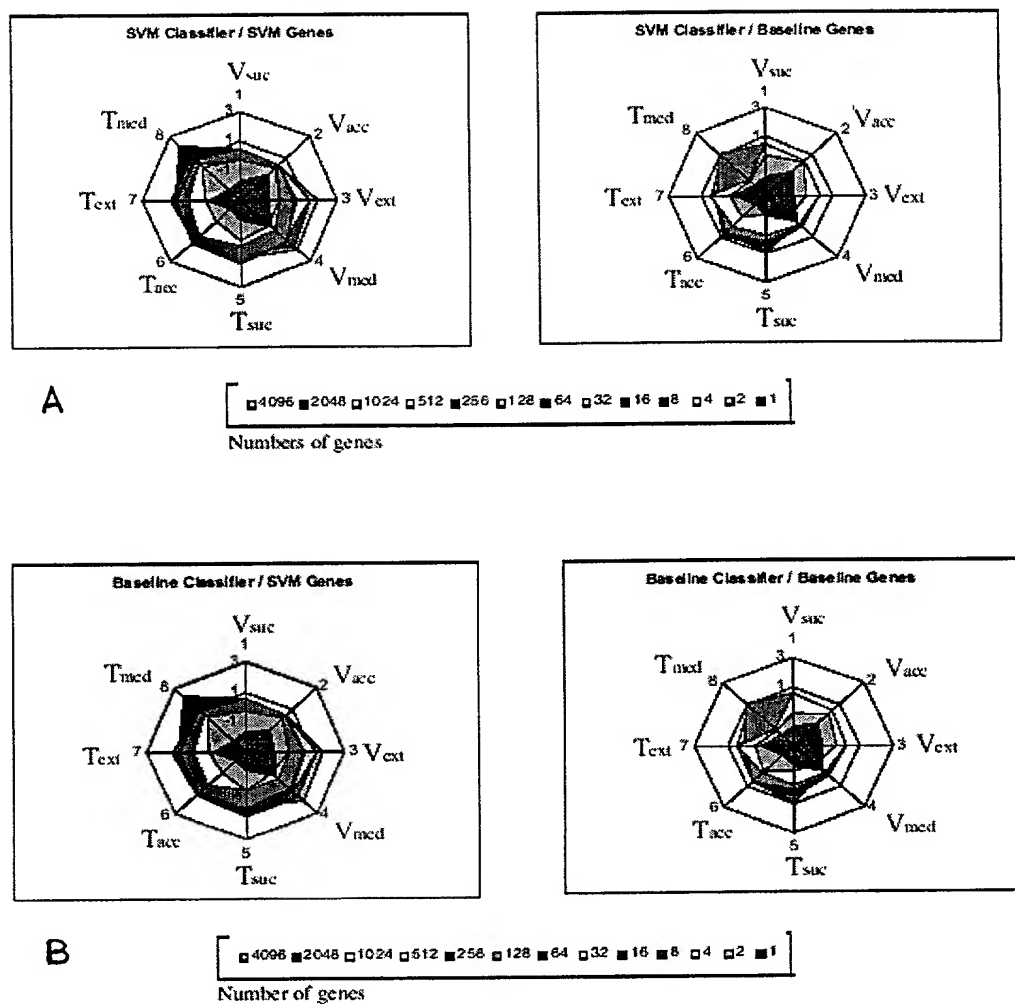 SVM Classifier / SVM Genes
Vsuc
1
3
Tmed
8
1
2
Vacc
-1
Text
7
3
Vext
6
4
Tacc
Vmed
5
Tsuc
SVM Classifier / Baseline Genes
Vsuc
1
3
Tmed
8
1
2
Vacc
Text
7
3
Vext
6
4
Tacc
Vmed
5
Tsuc
A
4096 2048 1024 512 256 128 64 32 16 8 4 2 1
Numbers of genes
Baseline Classifier / SVM Genes
Vsuc
1
3
Tmed
8
1
2
Vacc
-1
Text
7
3
Vext
6
4
Tacc
Vmed
5
Tsuc
Baseline Classifier / Baseline Genes
Vsuc
1
3
Tmed
8
1
2
Vacc
Text
7
3
Vext
6
4
Tacc
Vmed
5
Tsuc
B
4096 2048 1024 512 256 128 64 32 16 8 4 2 1
Number of genes